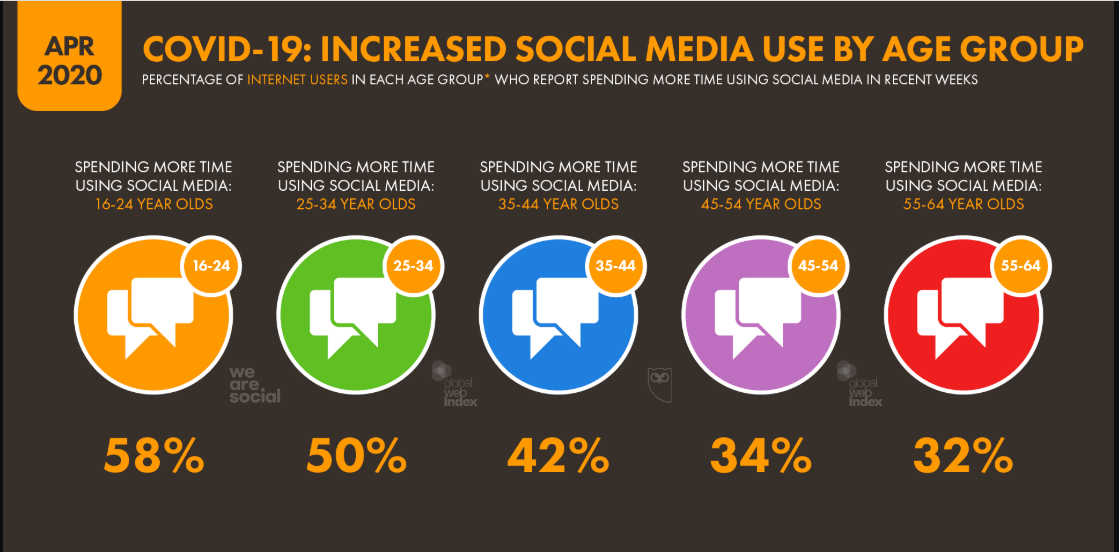 APR
2020
COVID-19: INCREASED SOCIAL MEDIA USE BY AGE GROUP
PERCENTAGE OF INTERNET USERS IN EACH AGE GROUP* WHO REPORT SPENDING MORE TIME USING SOCIAL MEDIA IN RECENT WEEKS
SPENDING MORE TIME
USING SOCIAL MEDIA:
16-24 YEAR OLDS
SPENDING MORE TIME
USING SOCIAL MEDIA:
25-34 YEAR OLDS
SPENDING MORE TIME
USING SOCIAL MEDIA:
35-44 YEAR OLDS
SPENDING MORE TIME
USING SOCIAL MEDIA:
45-54 YEAR OLDS
SPENDING MORE TIME
USING SOCIAL MEDIA:
55-64 YEAR OLDS
16-24
25-34
35-44
45-54
55-64
we
are
social
global
web
index
global
web
index
58%
50%
42%
34%
32%